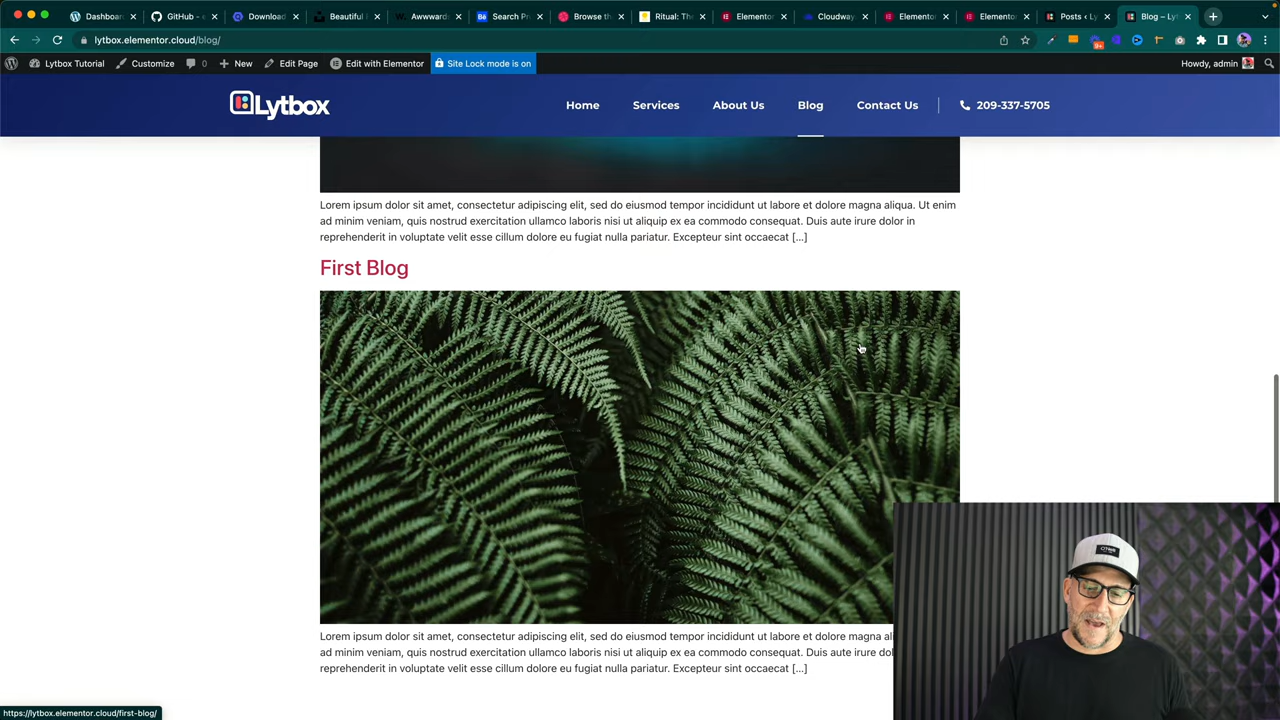 Dashboar
GitHub - e
Download
Beautiful
Awwward
Search Pr
Browse th
Ritual: The
Elementor
Cloudway
Elementor
Elementor
Posts ‹ Ly
Blog – Lyt
lytbox.elementor.cloud/blog/
Lytbox Tutorial
Customize
0
New
Edit Page
Edit with Elementor
Site Lock mode is on
Howdy, admin
Lytbox
Home
Services
About Us
Blog
Contact Us
209-337-5705
Lorem ipsum dolor sit amet, consectetur adipiscing elit, sed do eiusmod tempor incididunt ut labore et dolore magna aliqua. Ut enim
ad minim veniam, quis nostrud exercitation ullamco laboris nisi ut aliquip ex ea commodo consequat. Duis aute irure dolor in
reprehenderit in voluptate velit esse cillum dolore eu fugiat nulla pariatur. Excepteur sint occaecat […]
First Blog
Lorem ipsum dolor sit amet, consectetur adipiscing elit, sed do eiusmod tempor incididunt ut labore et dolore magna ali
ad minim veniam, quis nostrud exercitation ullamco laboris nisi ut aliquip ex ea commodo consequat. Duis aute irure dol
reprehenderit in voluptate velit esse cillum dolore eu fugiat nulla pariatur. Excepteur sint occaecat […]
https://lytbox.elementor.cloud/first-blog/